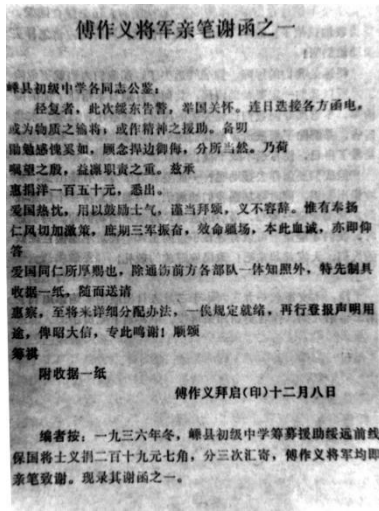 傅作义将军亲笔谢函之一
嵊县初级中学各同志公鉴：
径复者，此次绥东告警，举国关怀。连日迭接各方函电，
或为物质之输将；或作精神之援助。备明
勖勉感愧奚如，顾念捍边御侮，分所当然。乃荷
嘱望之殷，益凛职责之重。兹承
惠捐洋一百五十元，悉出。
爱国热忱，用以鼓励士气，谨当拜领，义不容辞。惟有奉扬
仁风切加激策，庶期三军振奋，效命疆场，本此血诚，亦即仰
答
爱国同仁所厚赐也，除通饬前方各部队一体知照外，特先制具
收据一纸，随面送请
惠察，至将来详细分配办法，一俟规定就绪，再行登报声明用
途，俾昭大信，专此鸣谢！顺颂
筹祺
附收据一纸
傅作义拜启（印）十二月八日
编者按：一九三六年冬，嵊县初级中学筹募援助绥远前线
保国将士义捐二百十九元七角，分三次汇寄，傅作义将军均即
亲笔致谢。现录其谢函之一。